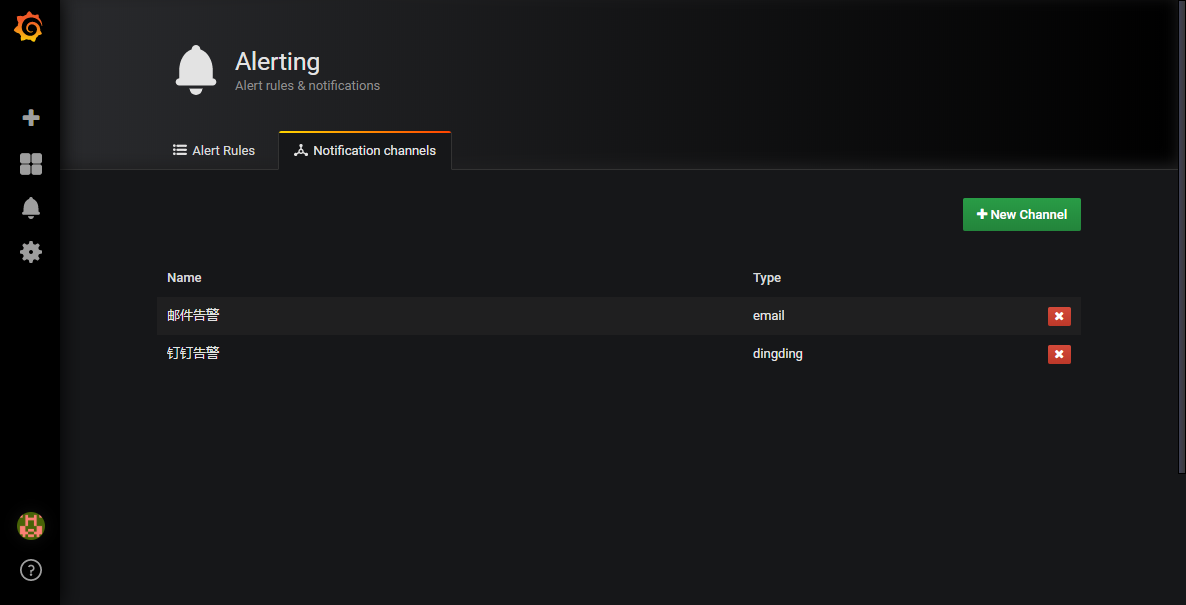 Alerting
Alert rules & notifications
Alert Rules
Notification channels
New Channel
Name Type
邮件告警 email
钉钉告警 dingding
?